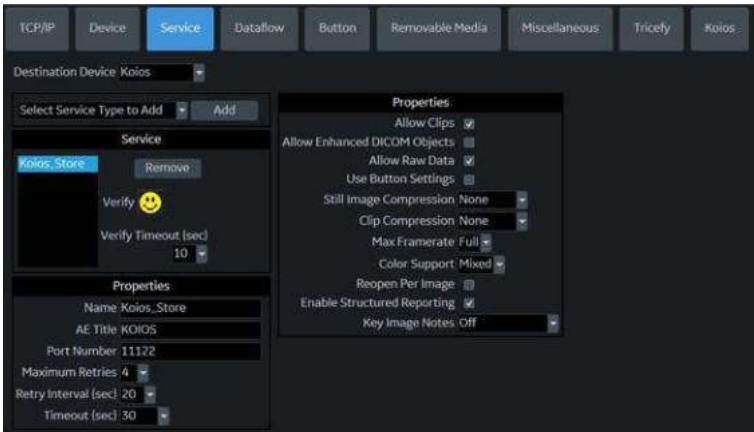 TCP/IP Device Service Dataflow Button Removable Media Miscellaneous Tricefy Koios
Destination Device Koios
Select Service Type to Add Add
Service
Koios_Store Remove
Verify
Verify Timeout (sec)
10
Properties
Name Koios_Store
AE Title KOIOS
Port Number 11122
Maximum Retries 4
Retry Interval (sec) 20
Timeout (sec) 30
Properties
Allow Clips
Allow Enhanced DICOM Objects
Allow Raw Data
Use Button Settings
Still Image Compression None
Clip Compression None
Max Framerate Full
Color Support Mixed
Reopen Per Image
Enable Structured Reporting
Key Image Notes Off